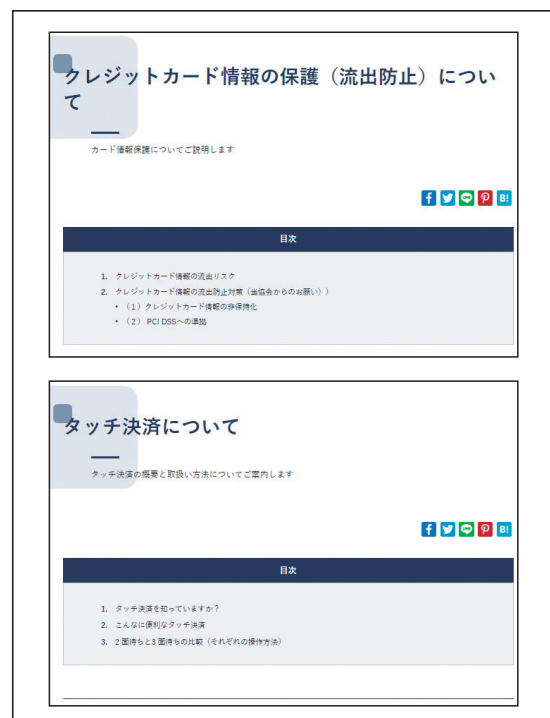 クレジットカード情報の保護（流出防止）につい
て
カード情報保護についてご説明します
f B!
目次
1. クレジットカード情報の流出リスク
2. クレジットカード情報の流出防止対策（当協会からのお願い））
• （１）クレジットカード情報の非保持化
• （２） PCI DSSへの準拠
タッチ決済について
タッチ決済の概要と取扱い方法についてご案内します
f B!
目次
1. タッチ決済を知っていますか？
2. こんなに便利なタッチ決済
3. 2 面待ちと3 面待ちの比較（それぞれの操作方法）